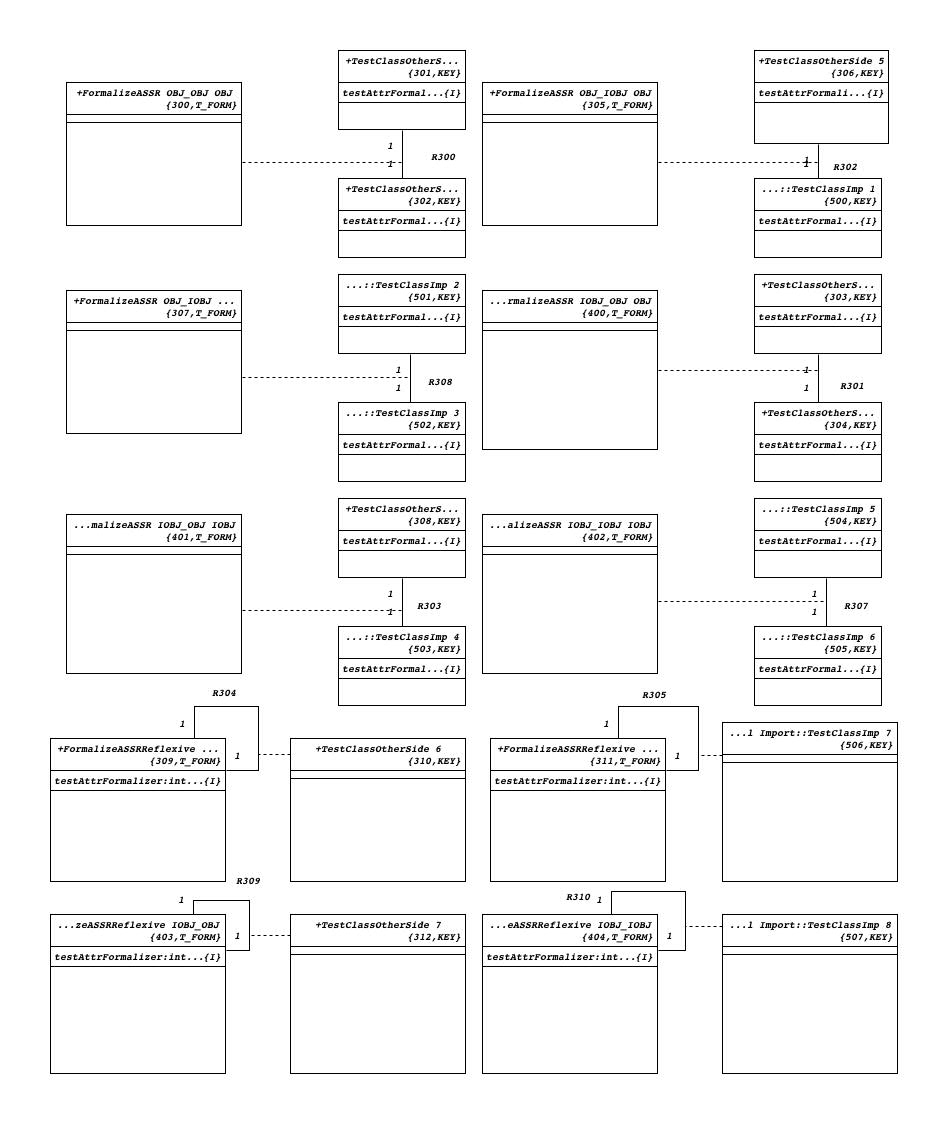 +TestClassOtherS...
{301,KEY}
testAttrFormal...{I}
+FormalizeASSR OBJ_OBJ OBJ
{300,T_FORM}
1
R300
1
+TestClassOtherS...
{302,KEY}
testAttrFormal...{I}
+TestClassOtherSide 5
{306,KEY}
testAttrFormali...{I}
+FormalizeASSR OBJ_IOBJ OBJ
{305,T_FORM}
1
1
R302
...::TestClassImp 1
{500,KEY}
testAttrFormal...{I}
...::TestClassImp 2
{501,KEY}
testAttrFormal...{I}
+FormalizeASSR OBJ_IOBJ ...
{307,T_FORM}
1
R308
1
...::TestClassImp 3
{502,KEY}
testAttrFormal...{I}
+TestClassOtherS...
{303,KEY}
testAttrFormal...{I}
...rmalizeASSR IOBJ_OBJ OBJ
{400,T_FORM}
1
R301
1
+TestClassOtherS...
{304,KEY}
testAttrFormal...{I}
+TestClassOtherS...
{308,KEY}
testAttrFormal...{I}
...malizeASSR IOBJ_OBJ IOBJ
{401,T_FORM}
1
R303
1
...::TestClassImp 4
{503,KEY}
testAttrFormal...{I}
...::TestClassImp 5
{504,KEY}
testAttrFormal...{I}
...alizeASSR IOBJ_IOBJ IOBJ
{402,T_FORM}
1
R307
1
...::TestClassImp 6
{505,KEY}
testAttrFormal...{I}
R304
1
+FormalizeASSRReflexive ...
{309,T_FORM}
testAttrFormalizer:int...{I}
1
+TestClassOtherSide 6
{310,KEY}
R305
1
+FormalizeASSRReflexive ...
{311,T_FORM}
testAttrFormalizer:int...{I}
1
...l Import::TestClassImp 7
{506,KEY}
R309
1
...zeASSRReflexive IOBJ_OBJ
{403,T_FORM}
testAttrFormalizer:int...{I}
1
+TestClassOtherSide 7
{312,KEY}
R310
1
...eASSRReflexive IOBJ_IOBJ
{404,T_FORM}
testAttrFormalizer:int...{I}
1
...l Import::TestClassImp 8
{507,KEY}